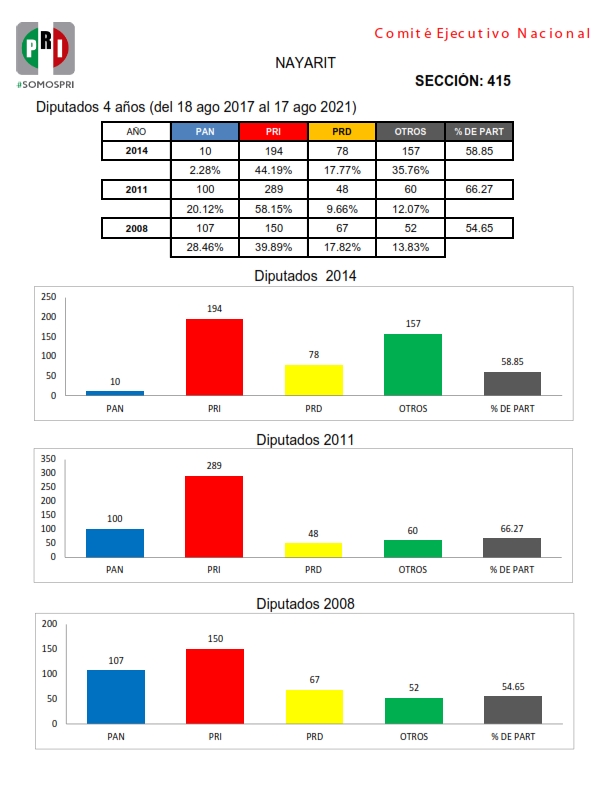 Comité Ejecutivo Nacional
PRI
#SOMOSPRI
NAYARIT
SECCIÓN: 415
Diputados 4 años (del 18 ago 2017 al 17 ago 2021)
AÑO PAN PRI PRD OTROS % DE PART
2014 10 194 78 157 58.85
2.28% 44.19% 17.77% 35.76%
2011 100 289 48 60 66.27
20.12% 58.15% 9.66% 12.07%
2008 107 150 67 52 54.65
28.46% 39.89% 17.82% 13.83%
Diputados 2014
250
200
150
100
50
0
10 194 78 157 58.85
PAN PRI PRD OTROS % DE PART
Diputados 2011
350
300
250
200
150
100
50
0
100 289 48 60 66.27
PAN PRI PRD OTROS % DE PART
Diputados 2008
200
150
100
50
0
107 150 67 52 54.65
PAN PRI PRD OTROS % DE PART